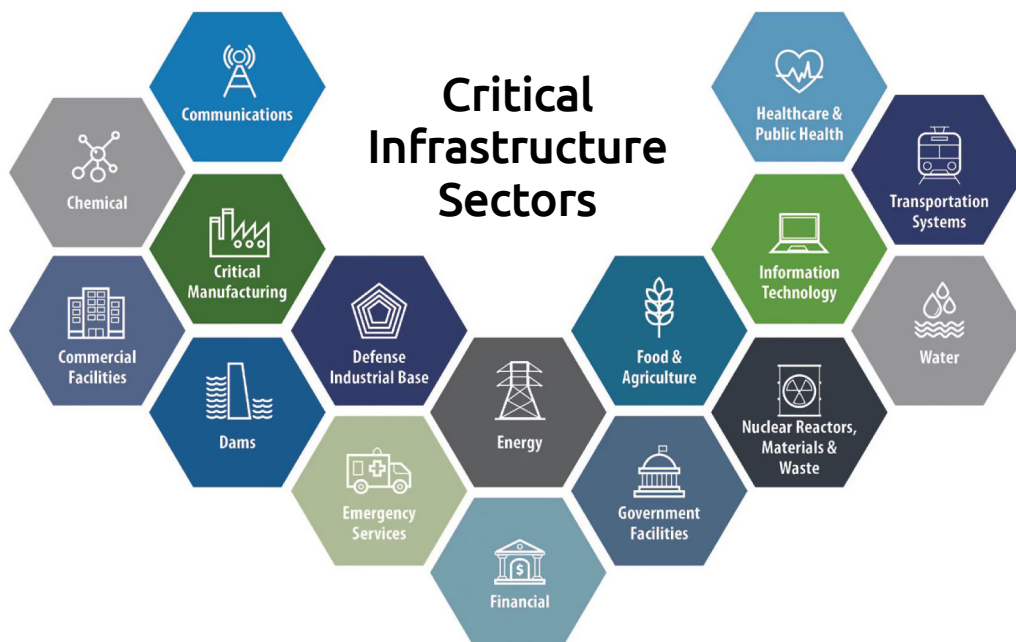 Critical
Infrastructure
Sectors
Communications
Healthcare &
Public Health
Chemical
Transportation
Systems
Critical
Manufacturing
Information
Technology
Commercial
Facilities
Defense
Industrial Base
Food &
Agriculture
Water
Dams
Energy
Nuclear Reactors,
Materials &
Waste
Emergency
Services
Government
Facilities
$
Financial